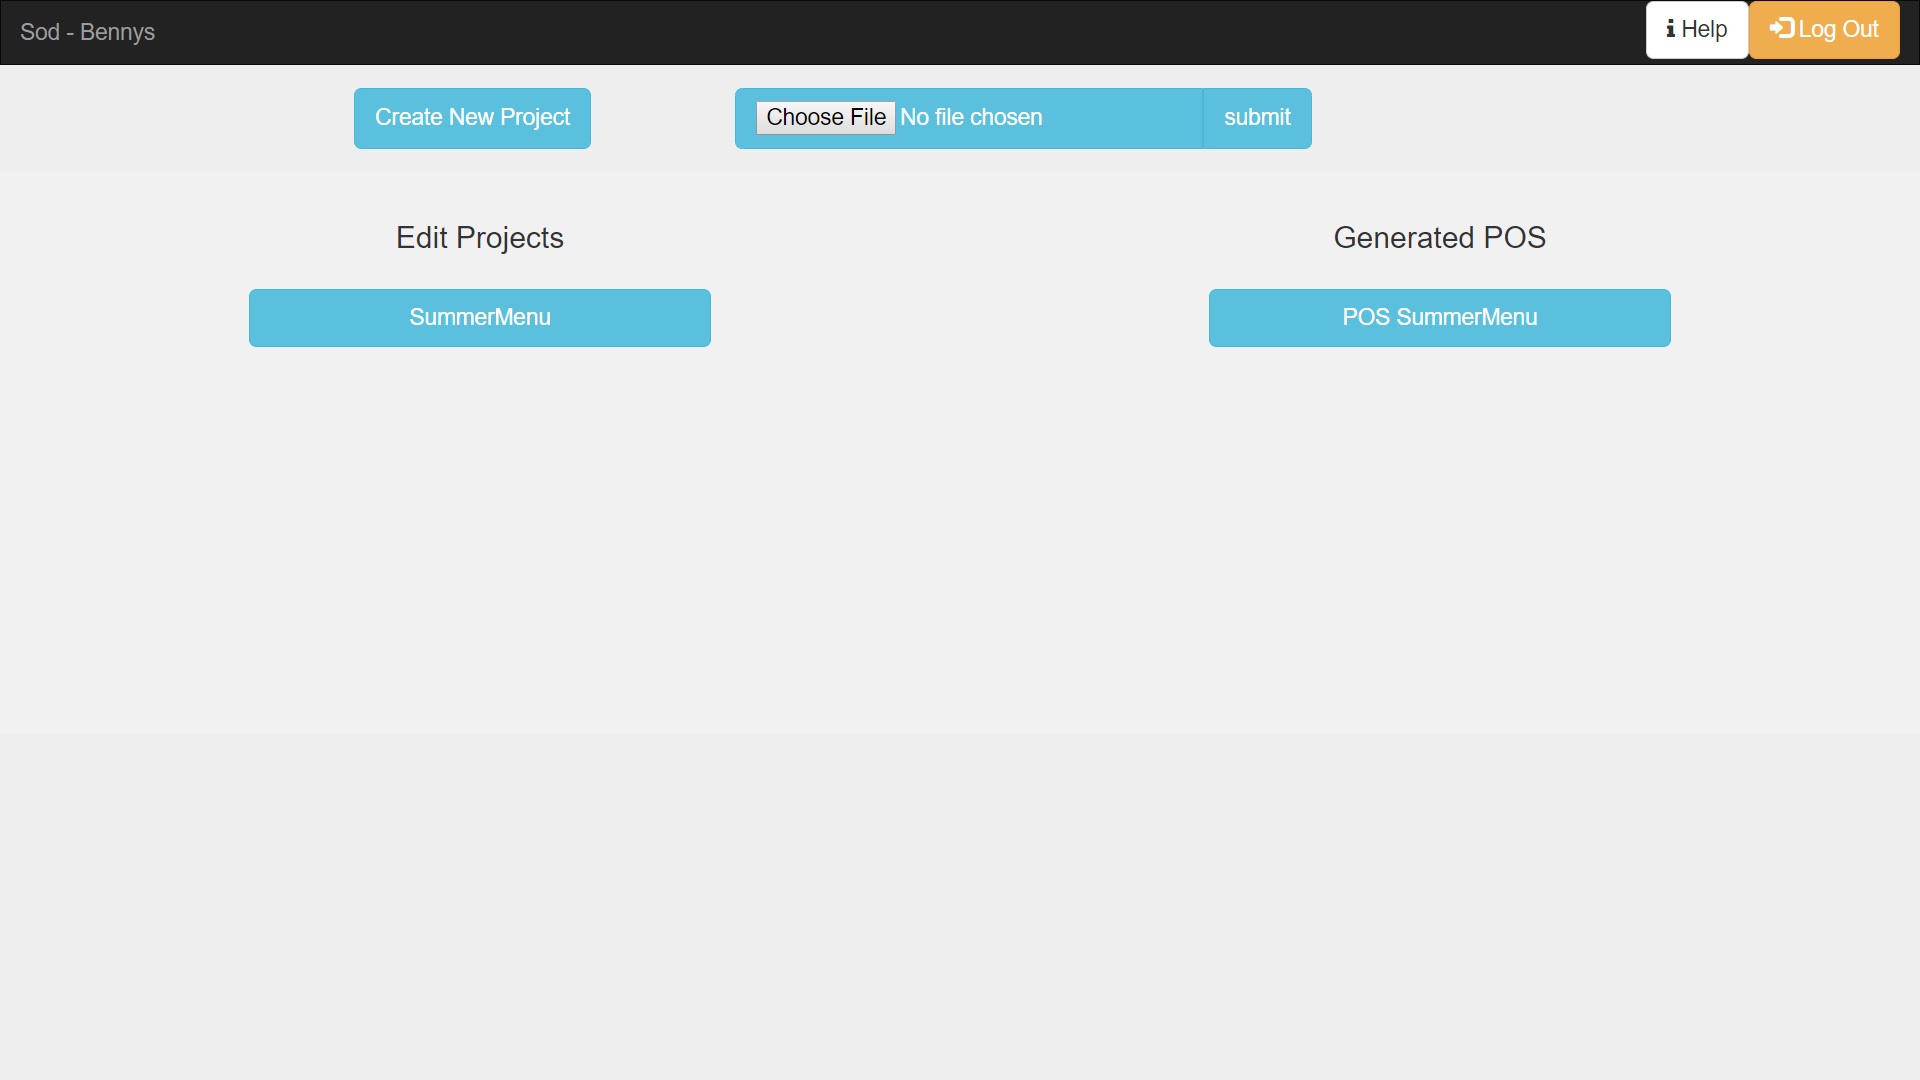 Sod - Bennys
Help
Log Out
Create New Project
Choose File No file chosen
submit
Edit Projects
Generated POS
SummerMenu
POS SummerMenu